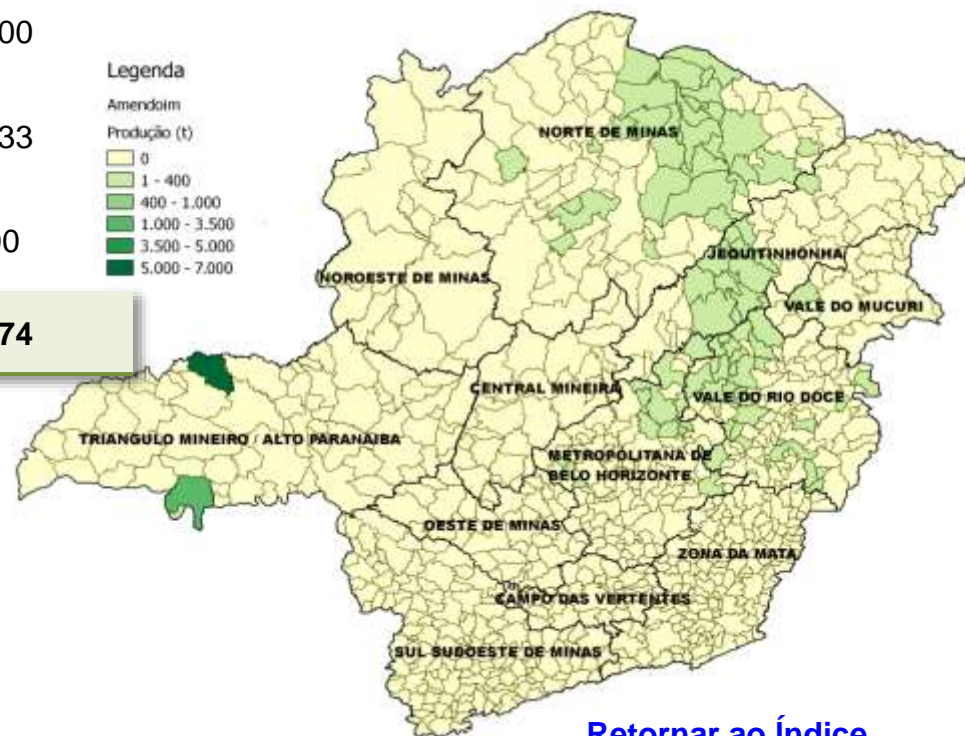 00
Legenda
Amendoim
33
Produção (t)
0
1 - 400
400 - 1.000
1.000 - 3.500
3.500 - 5.000
5.000 - 7.000
00
74
NORTE DE MINAS
JEQUITINHONHA
NOROESTE DE MINAS
VALE DO MUCURI
CENTRAL MINEIRA
VALE DO RIO DOCE
TRIANGULO MINEIRO / ALTO PARANAIBA
METROPOLITANA DE
BELO HORIZONTE
OESTE DE MINAS
ZONA DA MATA
CAMPO DAS VERTENTES
SUL SUDOESTE DE MINAS
Retornar ao Índice